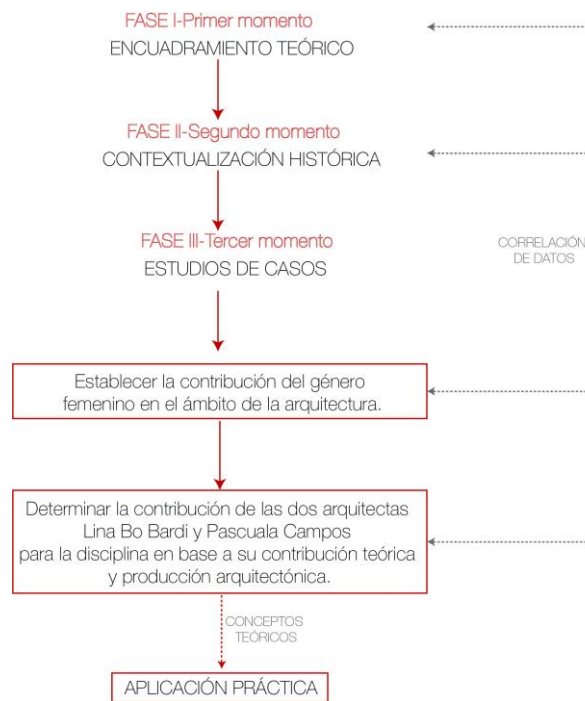 FASE I-Primer momento
ENCUADRAMIENTO TEÓRICO
FASE II-Segundo momento
CONTEXTUALIZACIÓN HISTÓRICA
FASE III-Tercer momento
ESTUDIOS DE CASOS
CORRELACIÓN
DE DATOS
Establecer la contribución del género
femenino en el ámbito de la arquitectura.
Determinar la contribución de las dos arquitectas
Lina Bo Bardi y Pascuala Campos
para la disciplina en base a su contribución teórica
y producción arquitectónica.
CONCEPTOS
TEÓRICOS
APLICACIÓN PRÁCTICA